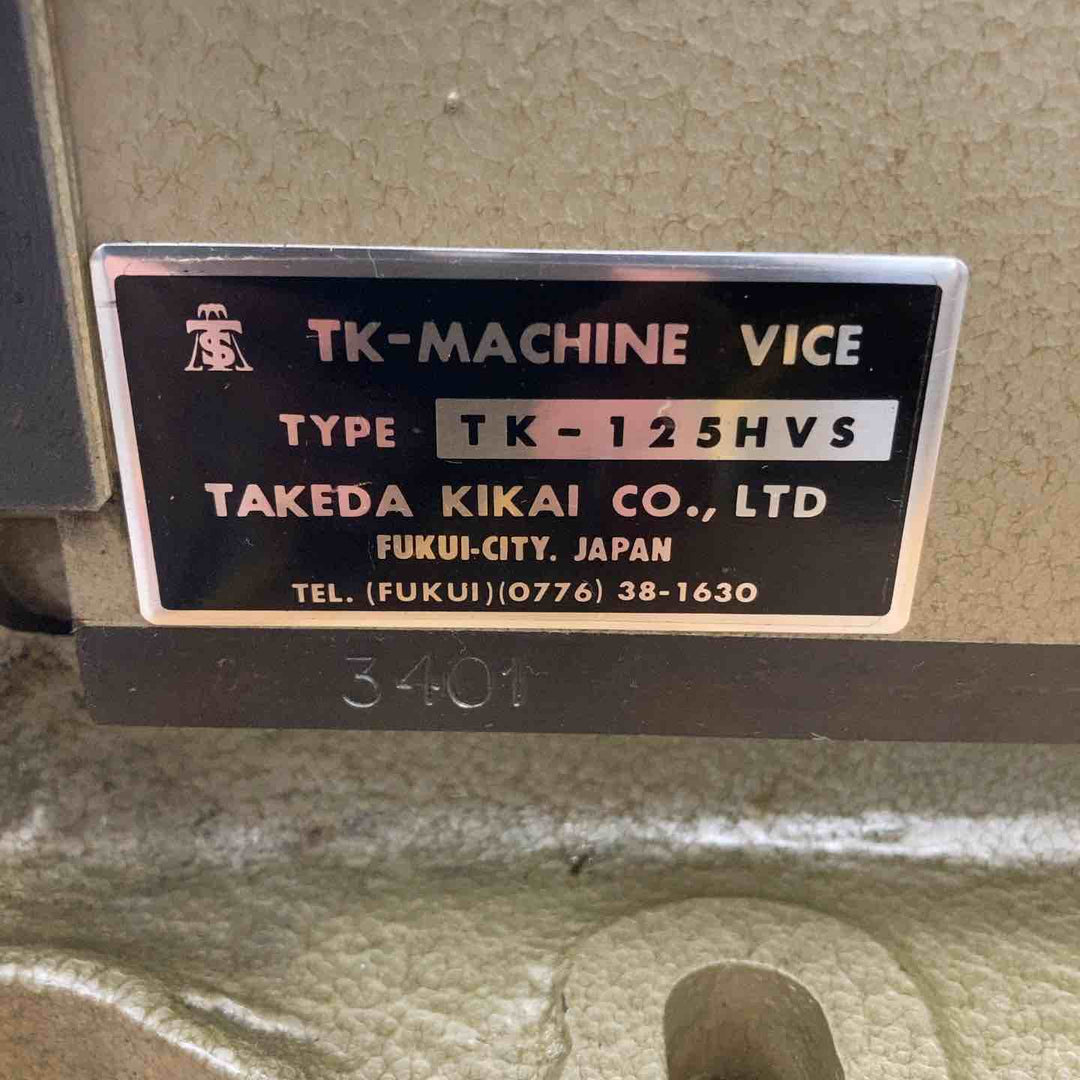 TK-MACHINE VICE
TYPE TK-125HVS
TAKEDA KIKAI CO., LTD
FUKUI-CITY. JAPAN
TEL. (FUKUI)(0776) 38-1630
3401